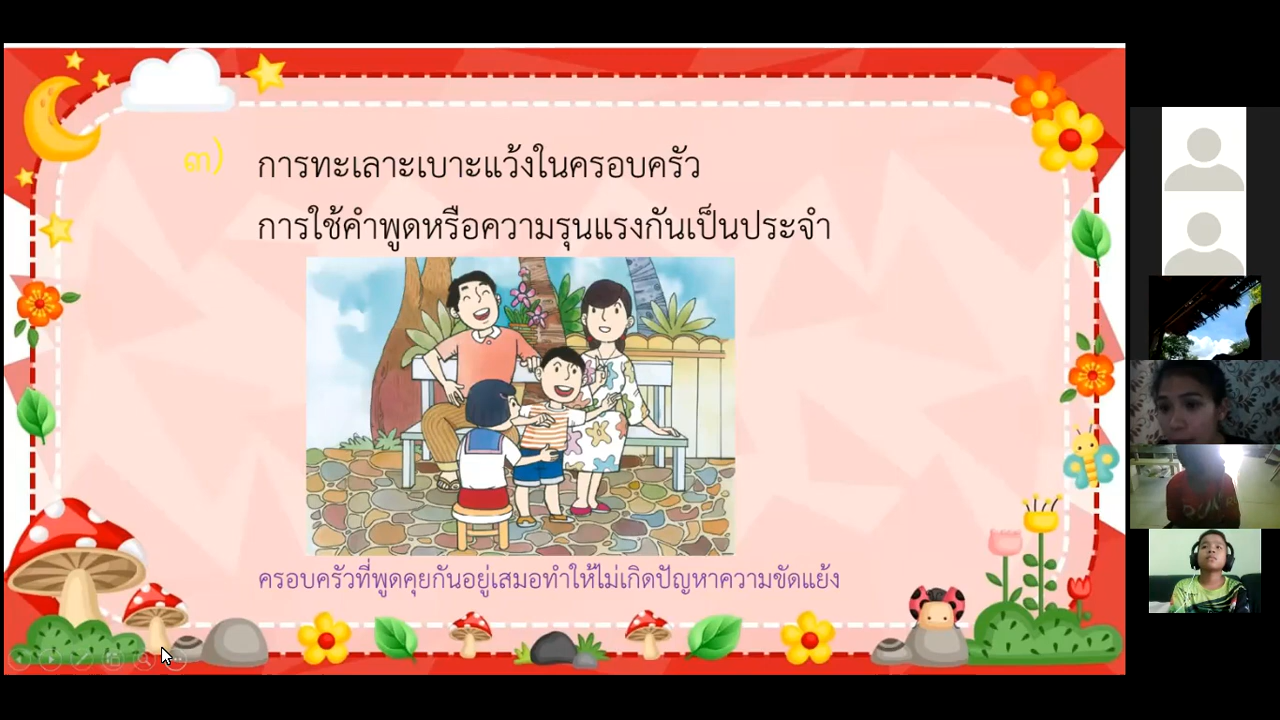 ๓) การทะเลาะเบาะแว้งในครอบครัว
การใช้คำพูดหรือความรุนแรงกันเป็นประจำ
ครอบครัวที่พูดคุยกันอยู่เสมอทำให้ไม่เกิดปัญหาความขัดแย้ง